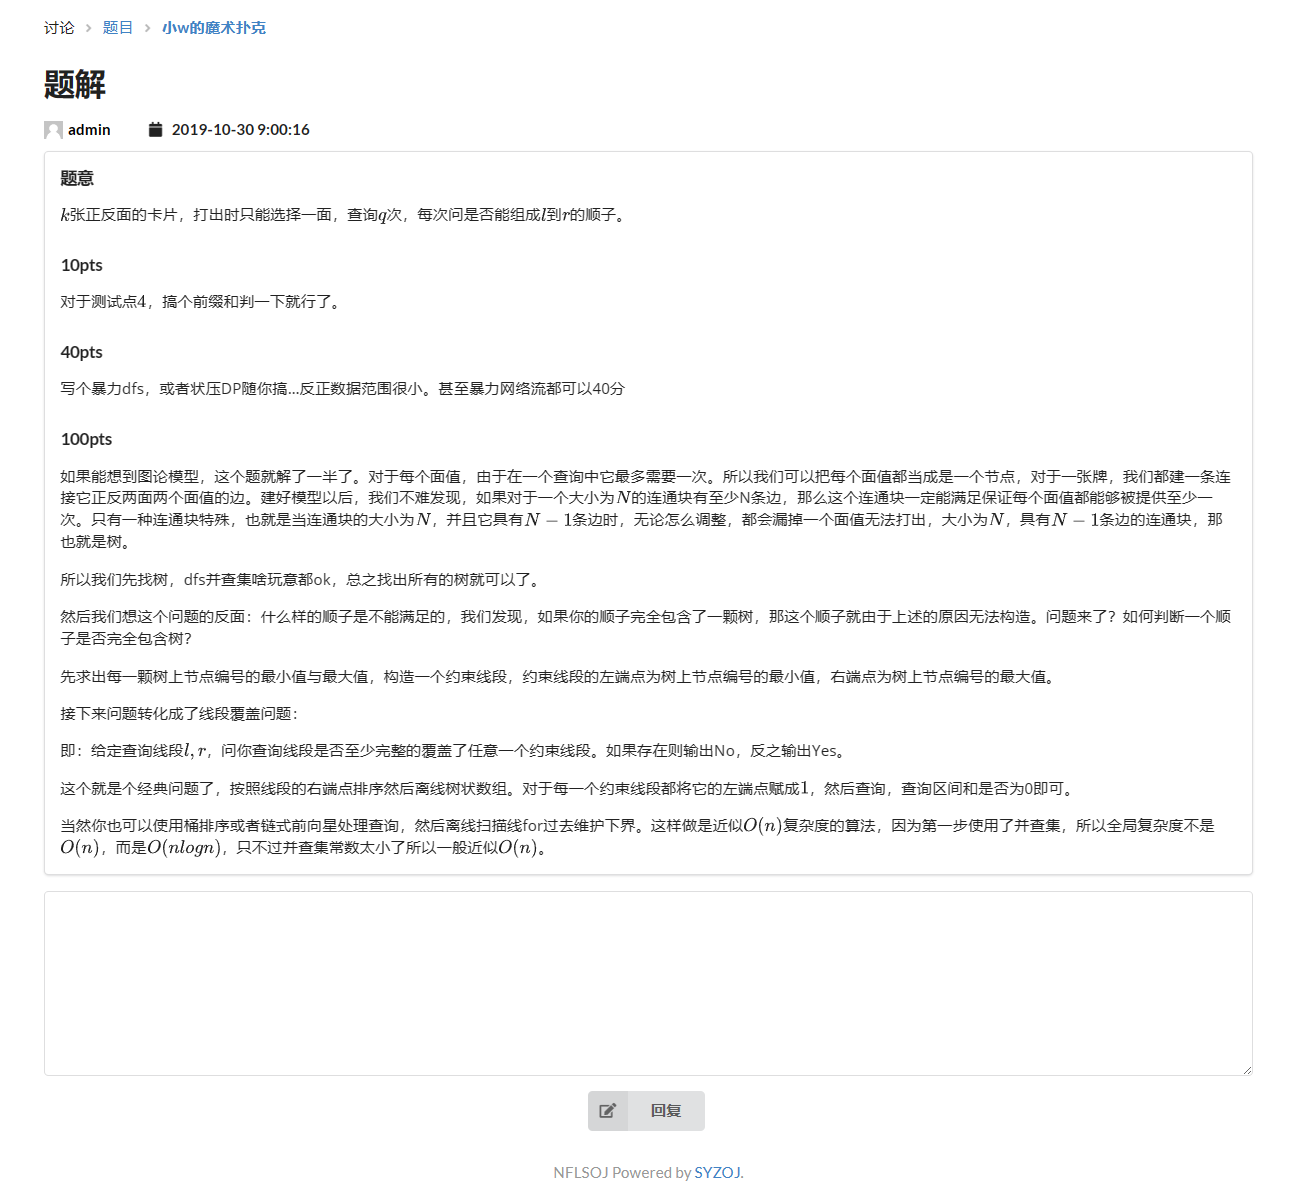 讨论 > 题目 > 小w的魔术扑克
题解
admin 2019-10-30 9:00:16
题意
k张正反面的卡片，打出时只能选择一面，查询q次，每次问是否能组成l到r的顺子。
10pts
对于测试点4，搞个前缀和判一下就行了。
40pts
写个暴力dfs，或者状压DP随你搞...反正数据范围很小。甚至暴力网络流都可以40分
100pts
如果能想到图论模型，这个题就解了一半了。对于每个面值，由于在一个查询中它最多需要一次。所以我们可以把每个面值都当成是一个节点，对于一张牌，我们都建一条连
接它正反两面两个面值的边。建好模型以后，我们不难发现，如果对于一个大小为N的连通块有至少N条边，那么这个连通块一定能满足保证每个面值都能够被提供至少一
次。只有一种连通块特殊，也就是当连通块的大小为N，并且它具有N − 1条边时，无论怎么调整，都会漏掉一个面值无法打出，大小为N，具有N − 1条边的连通块，那
也就是树。
所以我们先找树，dfs并查集啥玩意都ok，总之找出所有的树就可以了。
然后我们想这个问题的反面：什么样的顺子是不能满足的，我们发现，如果你的顺子完全包含了一颗树，那这个顺子就由于上述的原因无法构造。问题来了？如何判断一个顺
子是否完全包含树？
先求出每一颗树上节点编号的最小值与最大值，构造一个约束线段，约束线段的左端点为树上节点编号的最小值，右端点为树上节点编号的最大值。
接下来问题转化成了线段覆盖问题：
即：给定查询线段l, r，问你查询线段是否至少完整的覆盖了任意一个约束线段。如果存在则输出No，反之输出Yes。
这个就是个经典问题了，按照线段的右端点排序然后离线树状数组。对于每一个约束线段都将它的左端点赋成1，然后查询，查询区间和是否为0即可。
当然你也可以使用桶排序或者链式前向星处理查询，然后离线扫描线for过去维护下界。这样做是近似O(n)复杂度的算法，因为第一步使用了并查集，所以全局复杂度不是
O(n)，而是O(nlogn)，只不过并查集常数太小了所以一般近似O(n)。
回复
NFLSOJ Powered by SYZOJ.